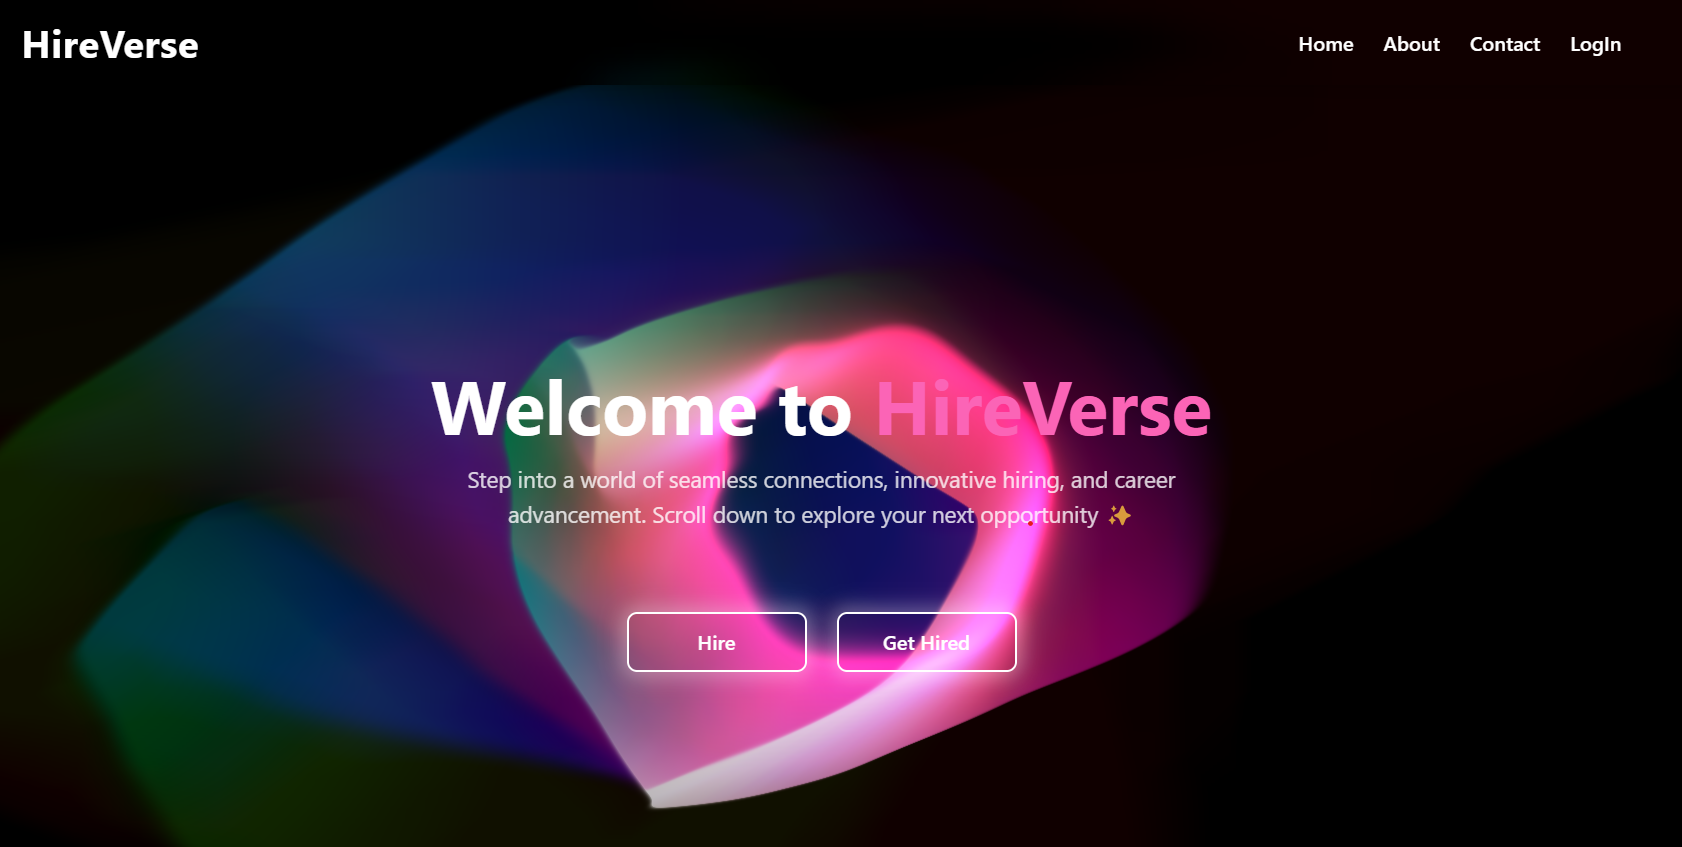 HireVerse
Home About Contact LogIn
Welcome to HireVerse
Step into a world of seamless connections, innovative hiring, and career
advancement. Scroll down to explore your next opportunity ✨
Hire
Get Hired